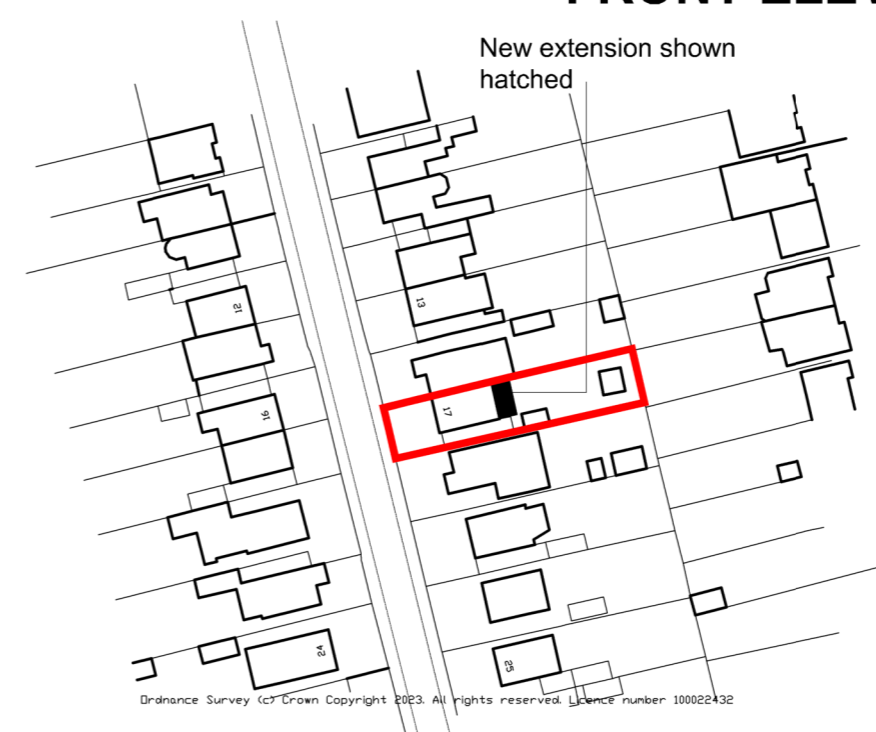 New extension shown
hatched
12
13
16
17
24
25
Ordnance Survey (c) Crown Copyright 2023. All rights reserved. Licence number 100022432